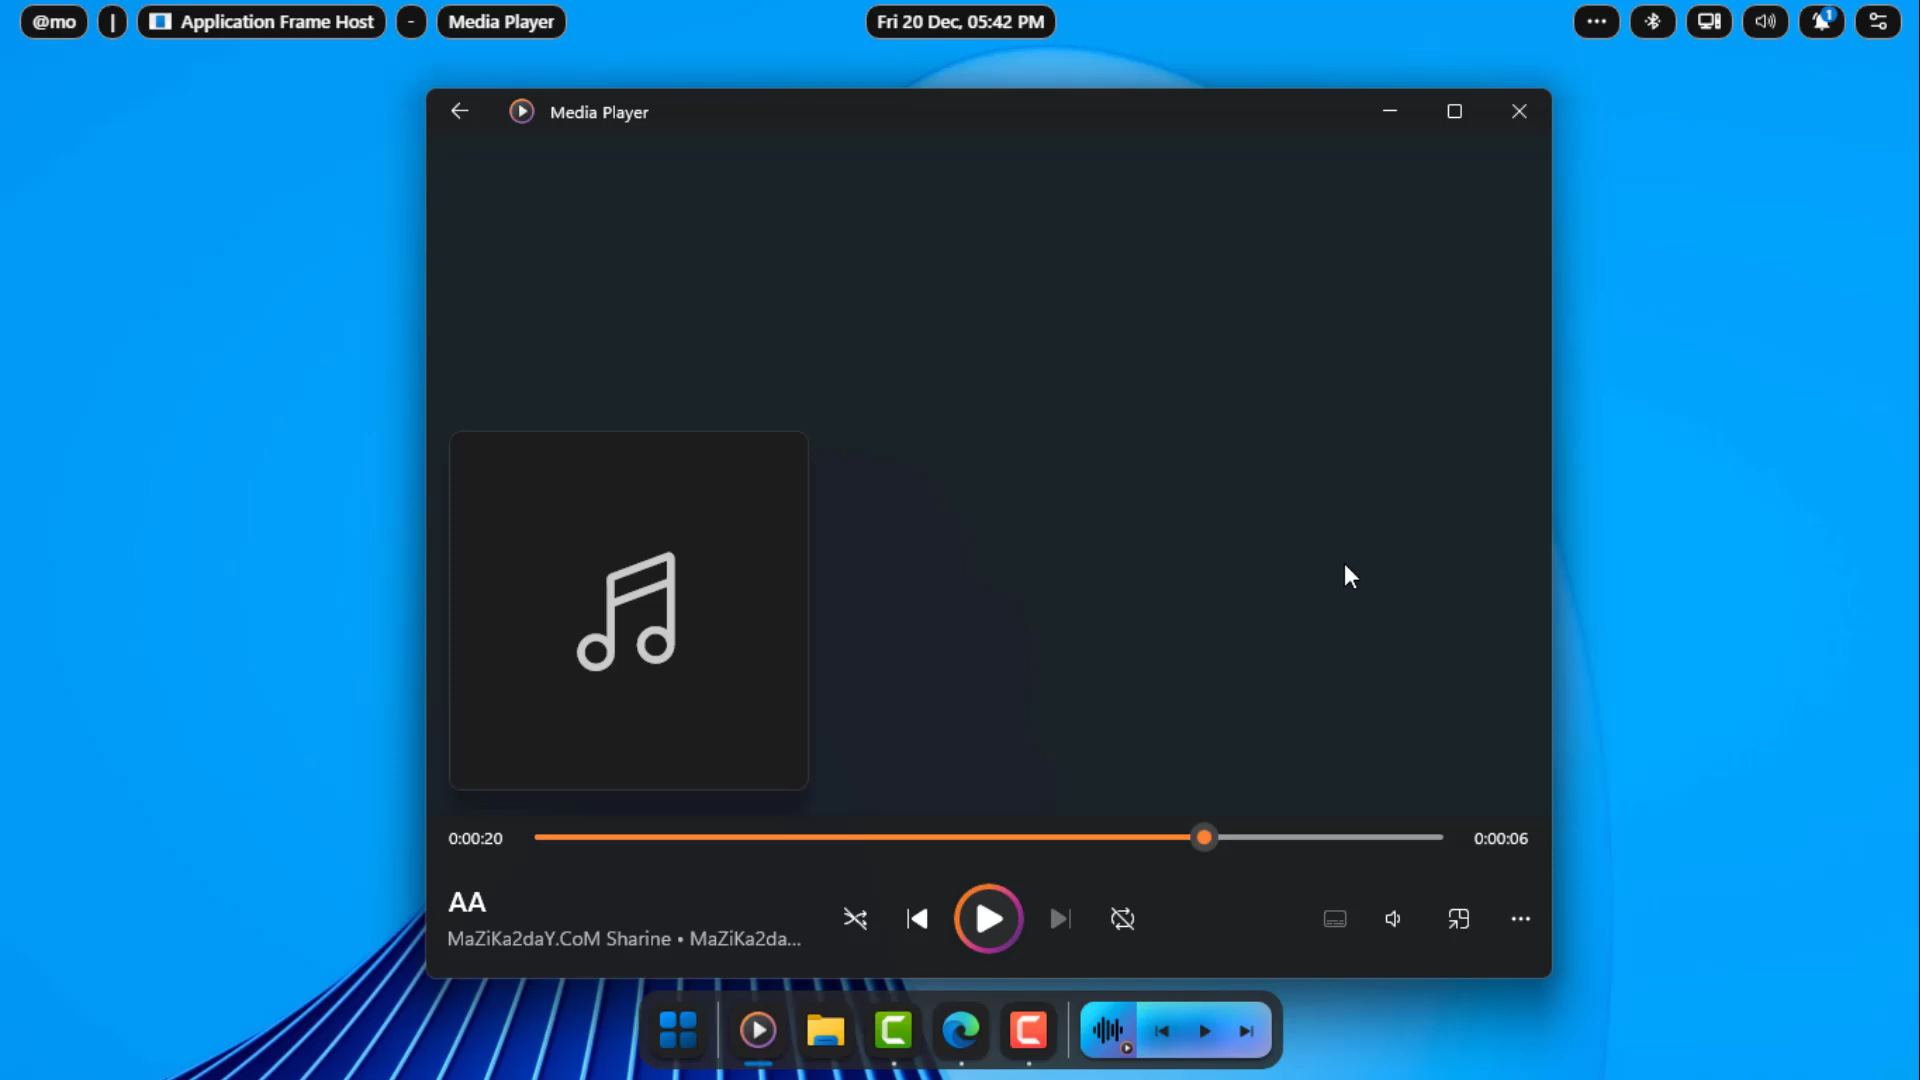 @mo | Application Frame Host - Media Player Fri 20 Dec, 05:42 PM ... 1
Media Player
0:00:20 0:00:06
AA
MaZiKa2daY.CoM Sharine • MaZiKa2da...